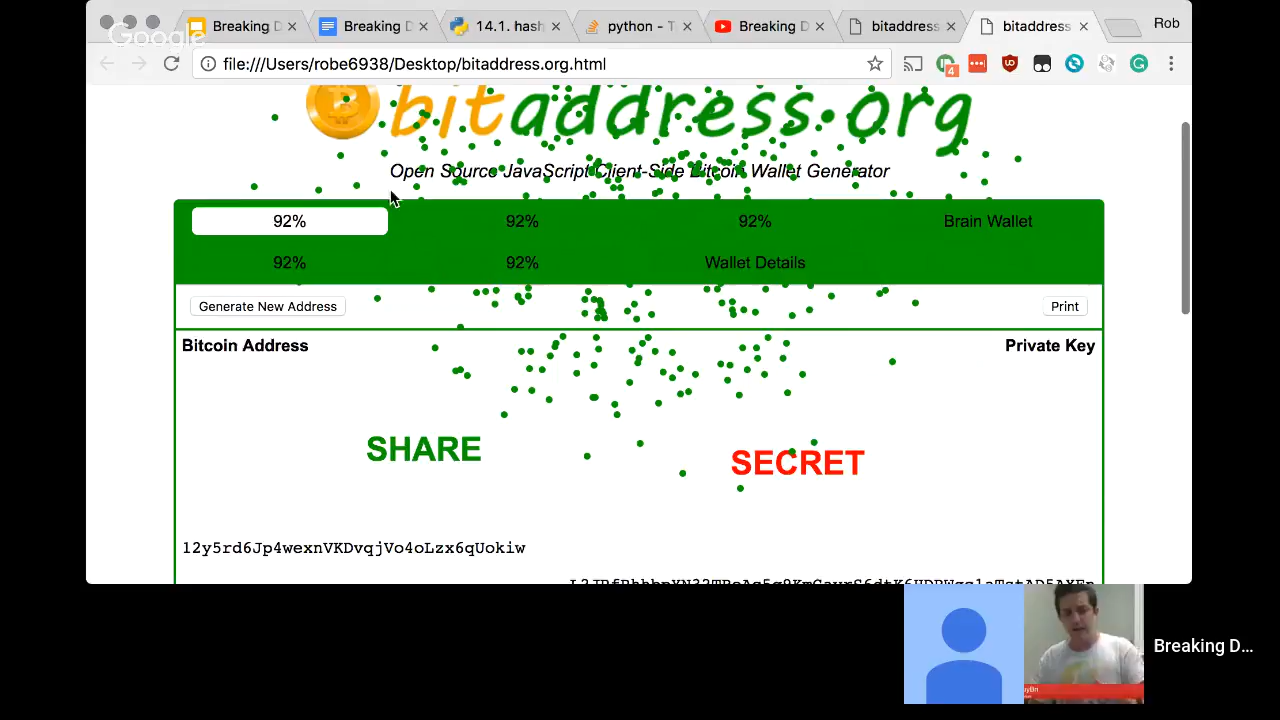 Google
Breaking D
Breaking D
14.1. hash
python - T
Breaking D
bitaddress
bitaddress
Rob
file:///Users/robe6938/Desktop/bitaddress.org.html
4
bitaddress.org
Open Source JavaScript Client-Side Bitcoin Wallet Generator
92% 92% 92% Brain Wallet
92% 92% Wallet Details
Generate New Address Print
Bitcoin Address Private Key
SHARE SECRET
12y5rd6Jp4wexnVKDvqjVo4oLzx6qUokiw
Breaking D...